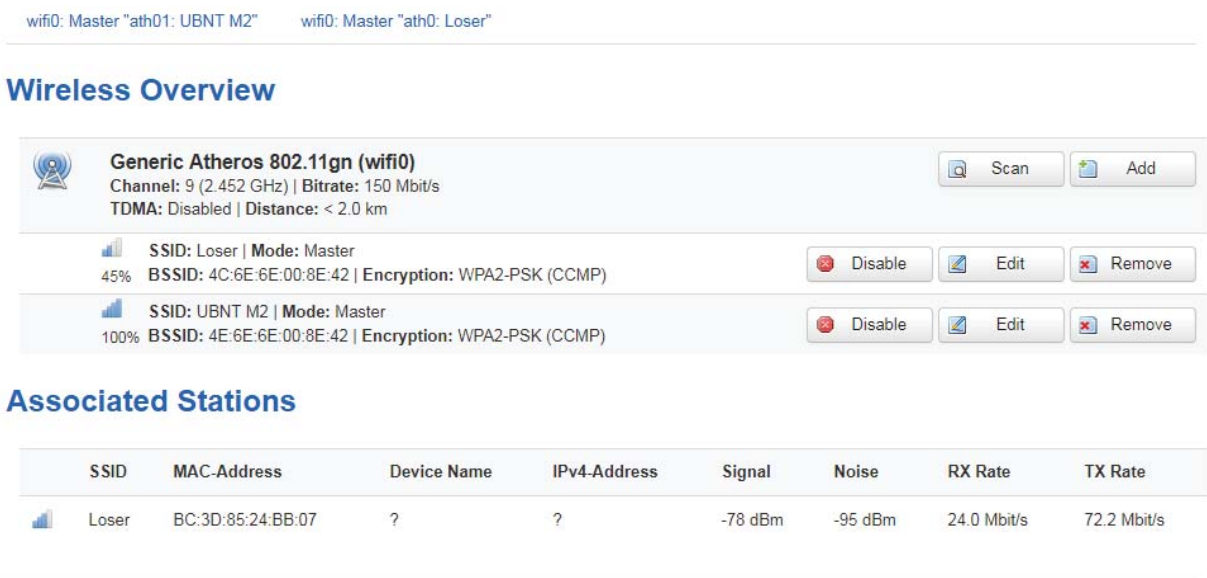 wifi0: Master "ath01: UBNT M2" wifi0: Master "ath0: Loser"
Wireless Overview
Generic Atheros 802.11gn (wifi0)
Channel: 9 (2.452 GHz) | Bitrate: 150 Mbit/s
TDMA: Disabled | Distance: < 2.0 km
Scan Add
SSID: Loser | Mode: Master
45% BSSID: 4C:6E:6E:00:8E:42 | Encryption: WPA2-PSK (CCMP)
Disable Edit Remove
SSID: UBNT M2 | Mode: Master
100% BSSID: 4E:6E:6E:00:8E:42 | Encryption: WPA2-PSK (CCMP)
Disable Edit Remove
Associated Stations
SSID MAC-Address Device Name IPv4-Address Signal Noise RX Rate TX Rate
Loser BC:3D:85:24:BB:07 ? ? -78 dBm -95 dBm 24.0 Mbit/s 72.2 Mbit/s